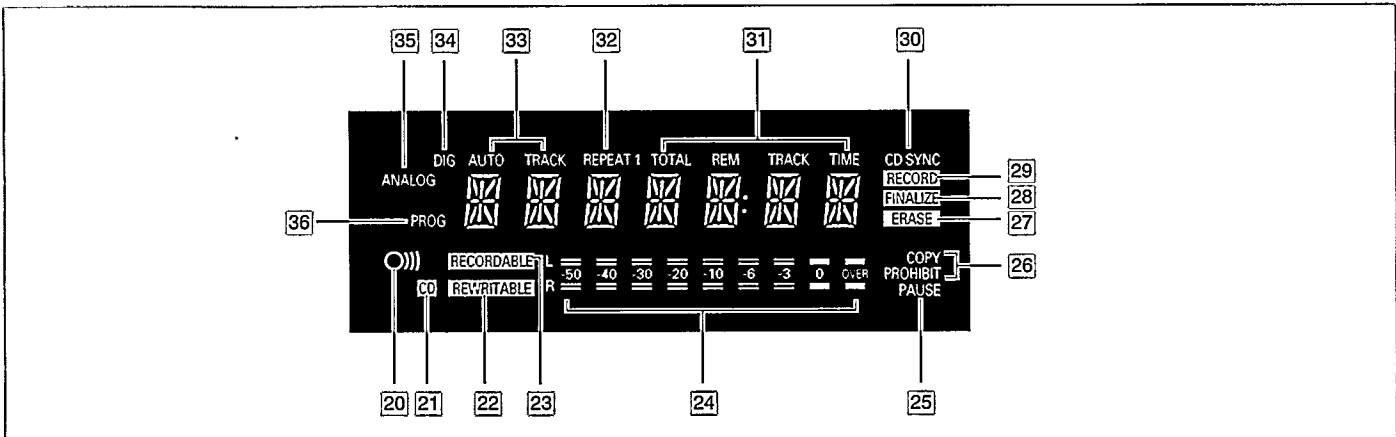 35 34 33 32 31 30
DIG AUTO TRACK REPEAT 1 TOTAL REM TRACK TIME CD SYNC
ANALOG RECORD 29
FINALIZE 28
36 PROG ERASE 27
RECORDABLE L COPY
-50 -40 -30 -20 -10 -6 -3 0 OVER PROHIBIT 26
CD REWRITABLE R PAUSE
20 21 22 23 24 25